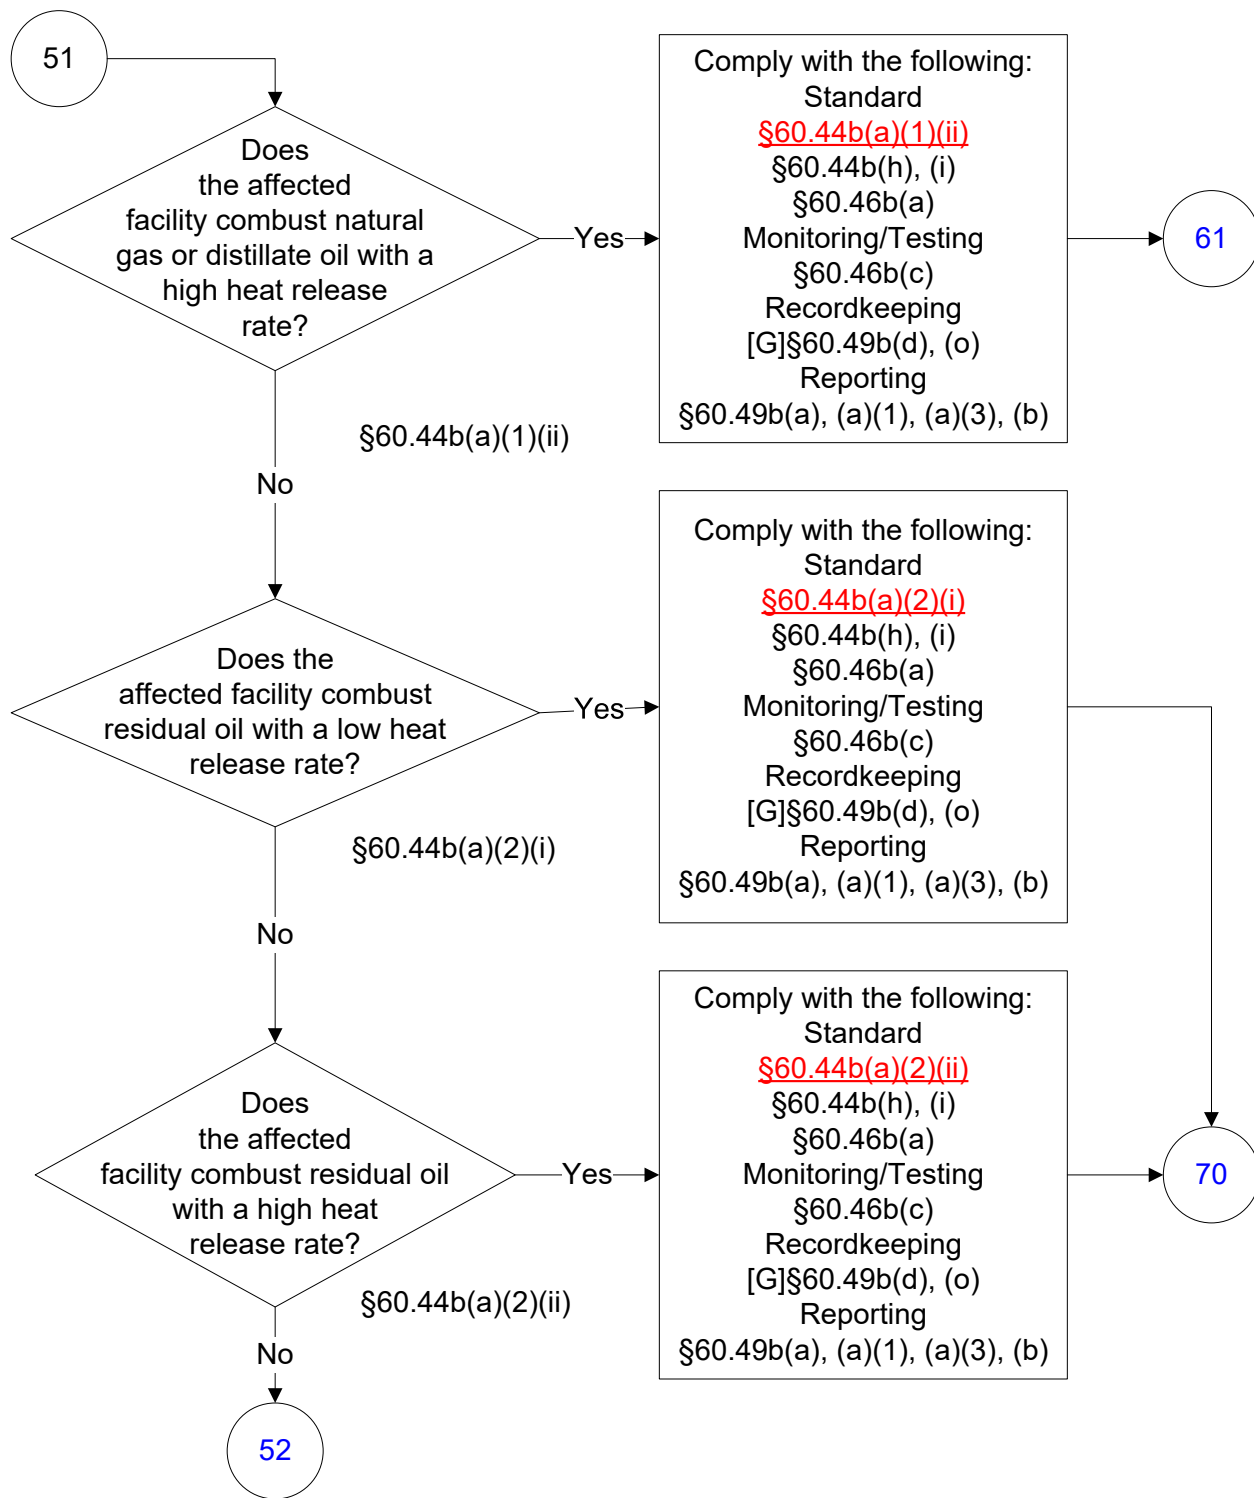 51
Does
the affected
facility combust natural
gas or distillate oil with a
high heat release
rate?
Yes
Comply with the following:
Standard
§60.44b(a)(1)(ii)
§60.44b(h), (i)
§60.46b(a)
Monitoring/Testing
§60.46b(c)
Recordkeeping
[G]§60.49b(d), (o)
Reporting
§60.49b(a), (a)(1), (a)(3), (b)
61
§60.44b(a)(1)(ii)
No
Does the
affected facility combust
residual oil with a low heat
release rate?
Yes
Comply with the following:
Standard
§60.44b(a)(2)(i)
§60.44b(h), (i)
§60.46b(a)
Monitoring/Testing
§60.46b(c)
Recordkeeping
[G]§60.49b(d), (o)
Reporting
§60.49b(a), (a)(1), (a)(3), (b)
§60.44b(a)(2)(i)
No
Does
the affected
facility combust residual oil
with a high heat
release rate?
Yes
Comply with the following:
Standard
§60.44b(a)(2)(ii)
§60.44b(h), (i)
§60.46b(a)
Monitoring/Testing
§60.46b(c)
Recordkeeping
[G]§60.49b(d), (o)
Reporting
§60.49b(a), (a)(1), (a)(3), (b)
70
§60.44b(a)(2)(ii)
No
52